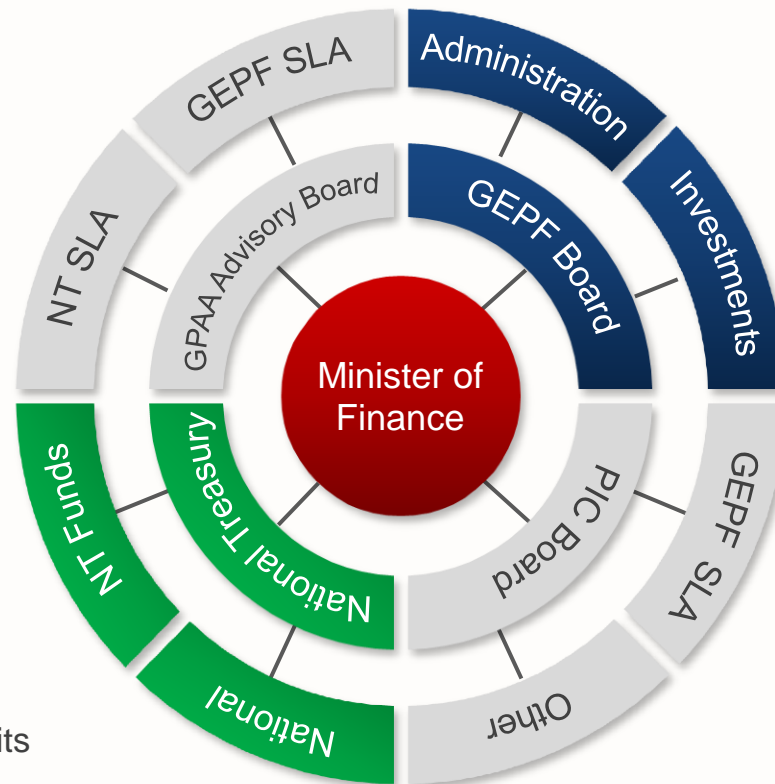 GEPF SLA
Administration
Investments
NT SLA
GPAA Advisory Board
GEPF Board
Minister of
Finance
NT Funds
National Treasury
PIC Board
GEPF SLA
National
Other
its